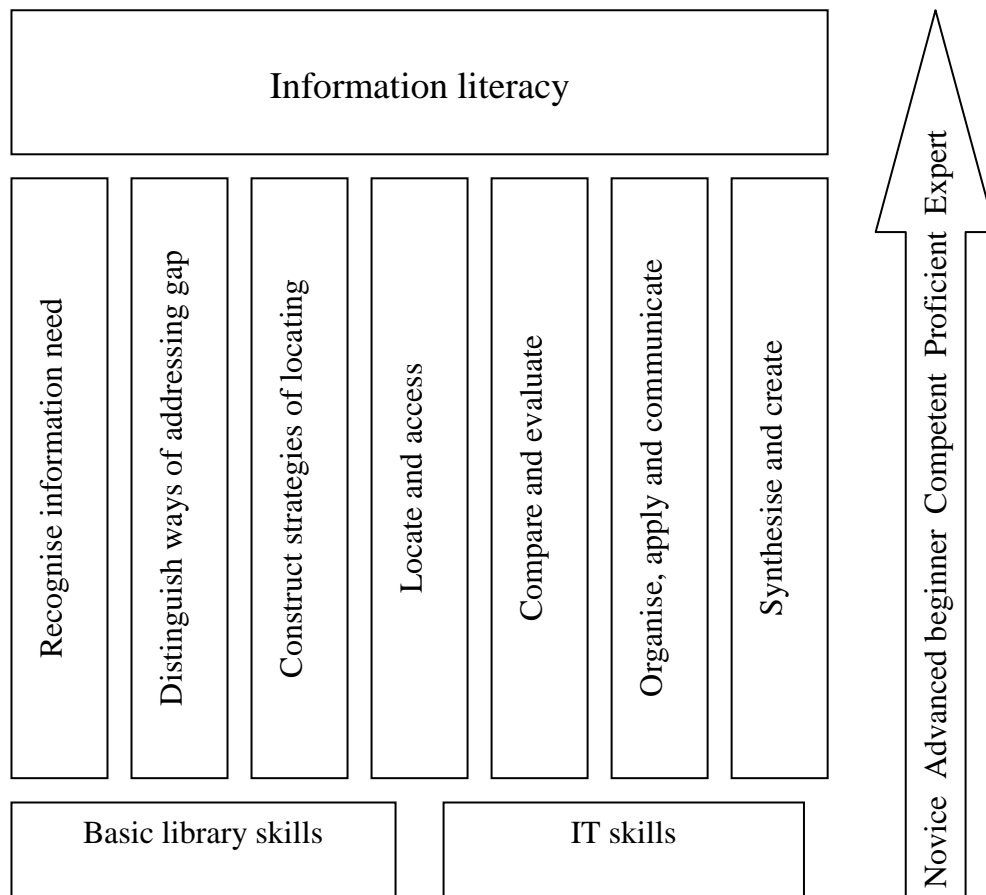 Information literacy
Recognise information need
Distinguish ways of addressing gap
Construct strategies of locating
Locate and access
Compare and evaluate
Organise, apply and communicate
Synthesise and create
Basic library skills
IT skills
Novice Advanced beginner Competent Proficient Expert